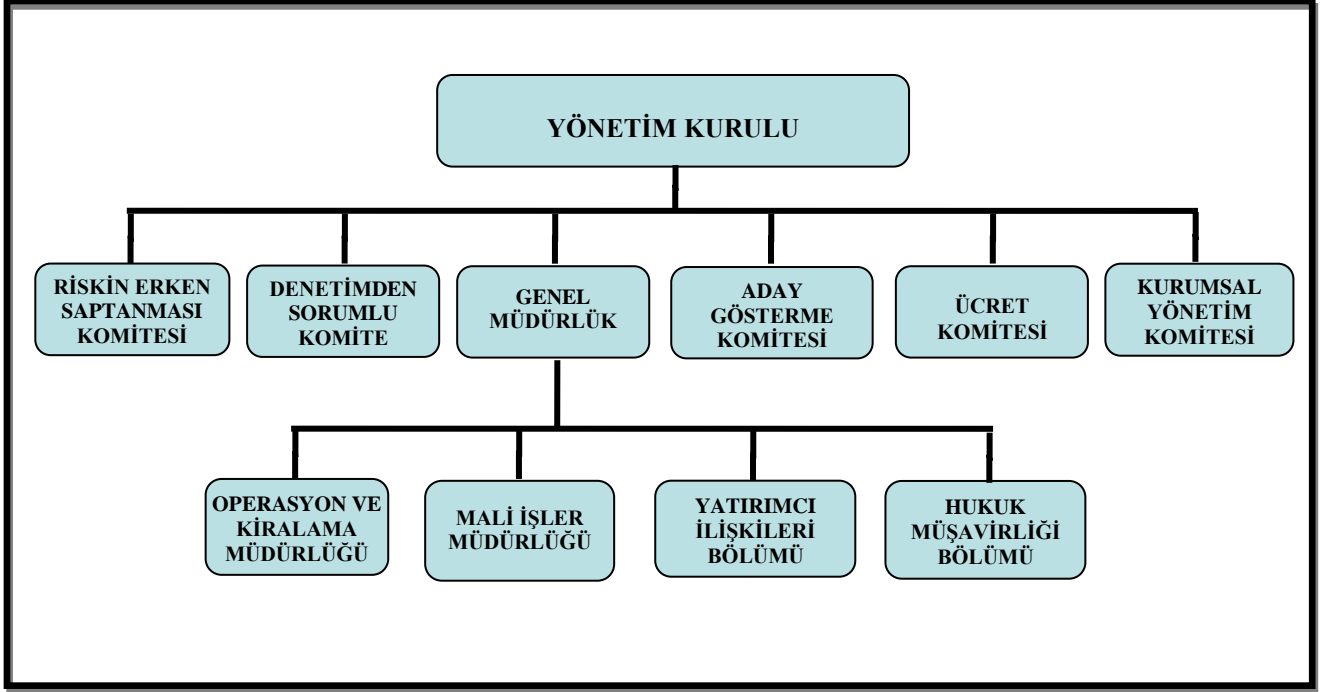 YÖNETİM KURULU
RİSKİN ERKEN
SAPTANMASI
KOMİTESİ
DENETİMDEN
SORUMLU
KOMİTE
GENEL
MÜDÜRLÜK
ADAY
GÖSTERME
KOMİTESİ
ÜCRET
KOMİTESİ
KURUMSAL
YÖNETİM
KOMİTESİ
OPERASYON VE
KİRALAMA
MÜDÜRLÜĞÜ
MALİ İŞLER
MÜDÜRLÜĞÜ
YATIRIMCI
İLİŞKİLERİ
BÖLÜMÜ
HUKUK
MÜŞAVİRLİĞİ
BÖLÜMÜ